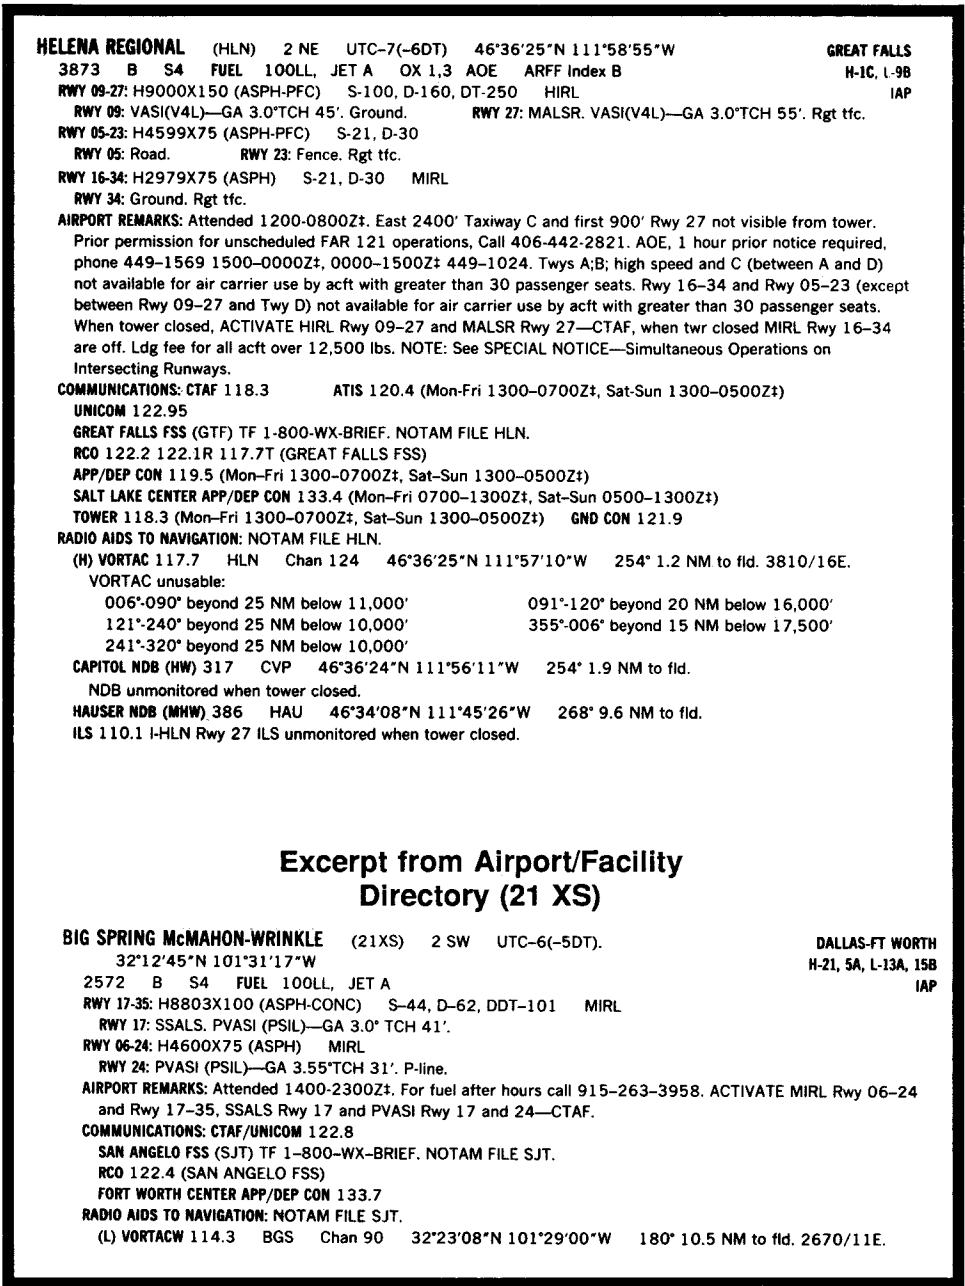 HELENA REGIONAL (HLN) 2 NE UTC-7(-6DT) 46°36'25"N 111°58'55"W GREAT FALLS
3873 B S4 FUEL 100LL, JET A OX 1,3 AOE ARFF Index B H-1C, L-9B
RWY 09-27: H9000X150 (ASPH-PFC) S-100, D-160, DT-250 HIRL IAP
RWY 09: VASI(V4L)—GA 3.0°TCH 45'. Ground. RWY 27: MALSR. VASI(V4L)—GA 3.0°TCH 55'. Rgt tfc.
RWY 05-23: H4599X75 (ASPH-PFC) S-21, D-30
RWY 05: Road. RWY 23: Fence. Rgt tfc.
RWY 16-34: H2979X75 (ASPH) S-21, D-30 MIRL
RWY 34: Ground. Rgt tfc.
AIRPORT REMARKS: Attended 1200-0800Z‡. East 2400' Taxiway C and first 900' Rwy 27 not visible from tower.
Prior permission for unscheduled FAR 121 operations, Call 406-442-2821. AOE, 1 hour prior notice required,
phone 449–1569 1500–0000Z‡, 0000–1500Z‡ 449–1024. Twys A;B; high speed and C (between A and D)
not available for air carrier use by acft with greater than 30 passenger seats. Rwy 16–34 and Rwy 05–23 (except
between Rwy 09–27 and Twy D) not available for air carrier use by acft with greater than 30 passenger seats.
When tower closed, ACTIVATE HIRL Rwy 09–27 and MALSR Rwy 27—CTAF, when twr closed MIRL Rwy 16–34
are off. Ldg fee for all acft over 12,500 lbs. NOTE: See SPECIAL NOTICE—Simultaneous Operations on
Intersecting Runways.
COMMUNICATIONS: CTAF 118.3 ATIS 120.4 (Mon-Fri 1300–0700Z‡, Sat-Sun 1300–0500Z‡)
UNICOM 122.95
GREAT FALLS FSS (GTF) TF 1-800-WX-BRIEF. NOTAM FILE HLN.
RCO 122.2 122.1R 117.7T (GREAT FALLS FSS)
APP/DEP CON 119.5 (Mon–Fri 1300–0700Z‡, Sat–Sun 1300–0500Z‡)
SALT LAKE CENTER APP/DEP CON 133.4 (Mon–Fri 0700–1300Z‡, Sat–Sun 0500–1300Z‡)
TOWER 118.3 (Mon–Fri 1300–0700Z‡, Sat–Sun 1300–0500Z‡) GND CON 121.9
RADIO AIDS TO NAVIGATION: NOTAM FILE HLN.
(H) VORTAC 117.7 HLN Chan 124 46°36'25"N 111°57'10"W 254° 1.2 NM to fld. 3810/16E.
VORTAC unusable:
006°-090° beyond 25 NM below 11,000' 091°-120° beyond 20 NM below 16,000'
121°-240° beyond 25 NM below 10,000' 355°-006° beyond 15 NM below 17,500'
241°-320° beyond 25 NM below 10,000'
CAPITOL NDB (HW) 317 CVP 46°36'24"N 111°56'11"W 254° 1.9 NM to fld.
NDB unmonitored when tower closed.
HAUSER NDB (MHW) 386 HAU 46°34'08"N 111°45'26"W 268° 9.6 NM to fld.
ILS 110.1 I-HLN Rwy 27 ILS unmonitored when tower closed.
Excerpt from Airport/Facility
Directory (21 XS)
BIG SPRING McMAHON-WRINKLE (21XS) 2 SW UTC-6(-5DT). DALLAS-FT WORTH
32°12'45"N 101°31'17"W H-21, 5A, L-13A, 15B
2572 B S4 FUEL 100LL, JET A IAP
RWY 17-35: H8803X100 (ASPH-CONC) S–44, D–62, DDT–101 MIRL
RWY 17: SSALS. PVASI (PSIL)—GA 3.0° TCH 41'.
RWY 06-24: H4600X75 (ASPH) MIRL
RWY 24: PVASI (PSIL)—GA 3.55°TCH 31'. P-line.
AIRPORT REMARKS: Attended 1400-2300Z‡. For fuel after hours call 915–263–3958. ACTIVATE MIRL Rwy 06–24
and Rwy 17–35, SSALS Rwy 17 and PVASI Rwy 17 and 24—CTAF.
COMMUNICATIONS: CTAF/UNICOM 122.8
SAN ANGELO FSS (SJT) TF 1–800–WX–BRIEF. NOTAM FILE SJT.
RCO 122.4 (SAN ANGELO FSS)
FORT WORTH CENTER APP/DEP CON 133.7
RADIO AIDS TO NAVIGATION: NOTAM FILE SJT.
(L) VORTACW 114.3 BGS Chan 90 32°23'08"N 101°29'00"W 180° 10.5 NM to fld. 2670/11E.